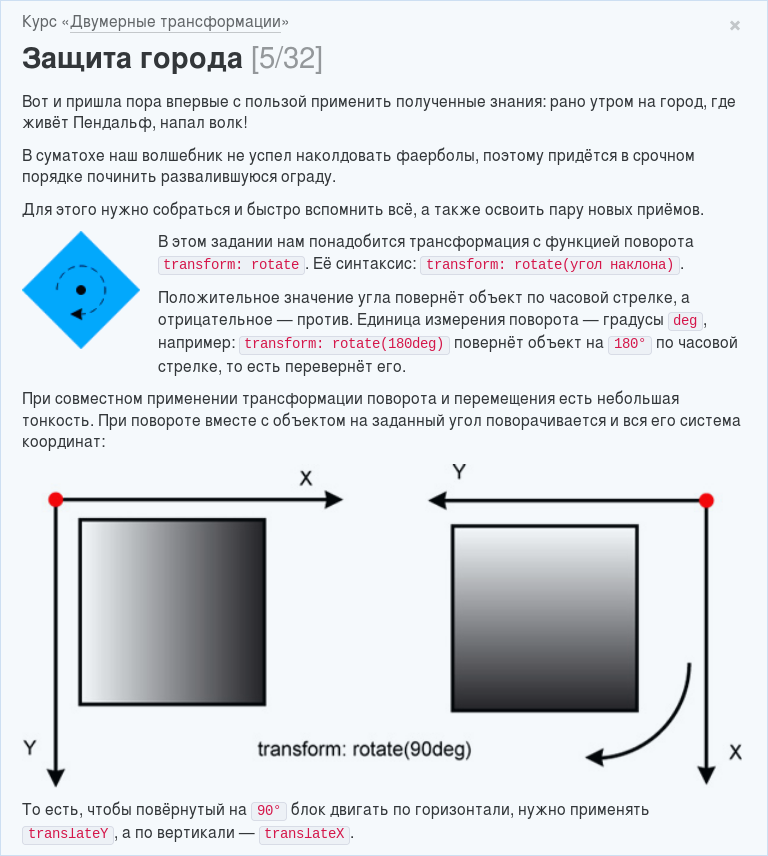 Курс «Двумерные трансформации»
×
Защита города [5/32]
Вот и пришла пора впервые с пользой применить полученные знания: рано утром на город, где
живёт Пендальф, напал волк!
В суматохе наш волшебник не успел наколдовать фаерболы, поэтому придётся в срочном
порядке починить развалившуюся ограду.
Для этого нужно собраться и быстро вспомнить всё, а также освоить пару новых приёмов.
В этом задании нам понадобится трансформация с функцией поворота
transform: rotate. Её синтаксис: transform: rotate(угол наклона).
Положительное значение угла повернёт объект по часовой стрелке, а
отрицательное — против. Единица измерения поворота — градусы deg,
например: transform: rotate(180deg) повернёт объект на 180° по часовой
стрелке, то есть перевернёт его.
При совместном применении трансформации поворота и перемещения есть небольшая
тонкость. При повороте вместе с объектом на заданный угол поворачивается и вся его система
координат:
X
Y
Y
transform: rotate(90deg)
X
То есть, чтобы повёрнутый на 90° блок двигать по горизонтали, нужно применять
translateY, а по вертикали — translateX.